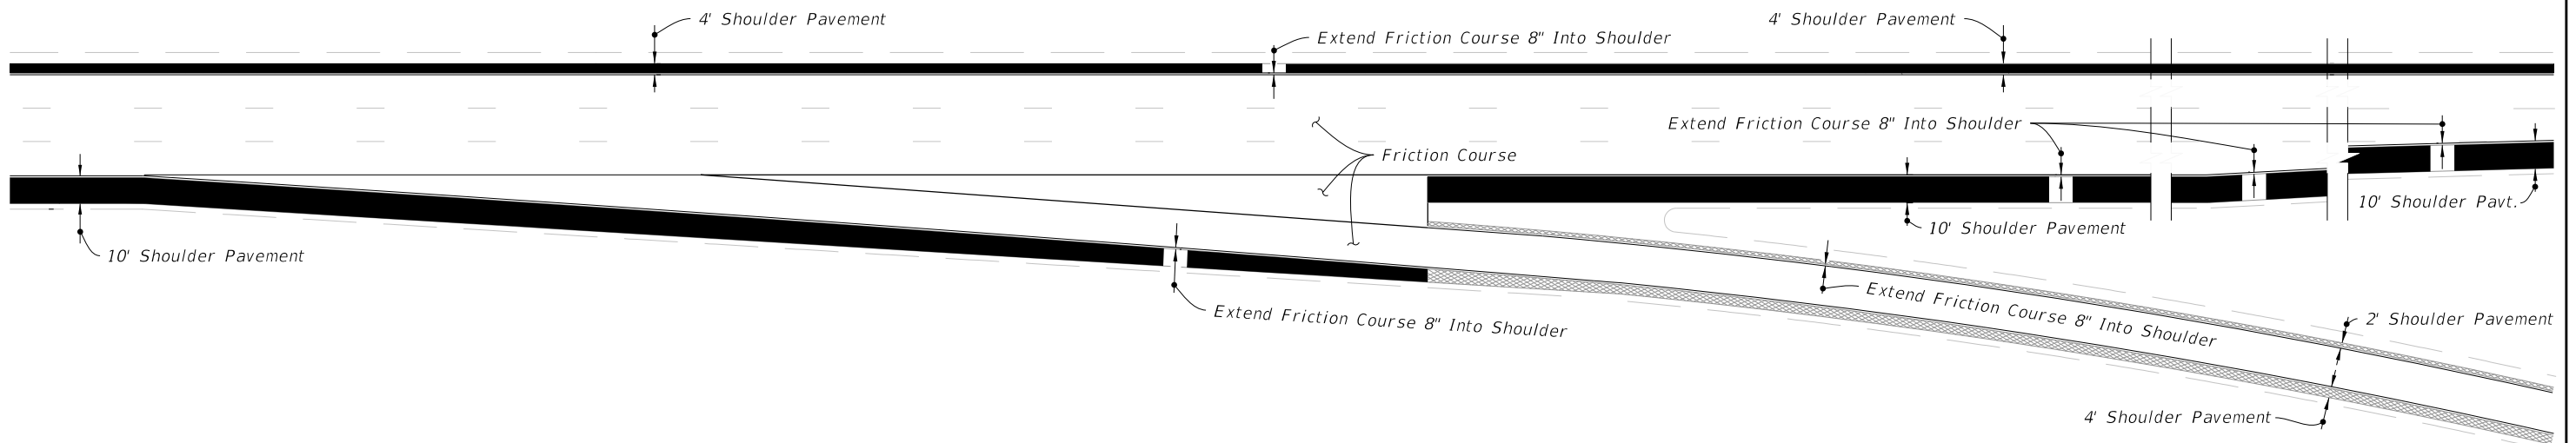 4' Shoulder Pavement
4' Shoulder Pavement
Extend Friction Course 8" Into Shoulder
Extend Friction Course 8" Into Shoulder
Friction Course
10' Shoulder Pavt.
10' Shoulder Pavement
10' Shoulder Pavement
Extend Friction Course 8" Into Shoulder
Extend Friction Course 8" Into Shoulder
2' Shoulder Pavement
4' Shoulder Pavement